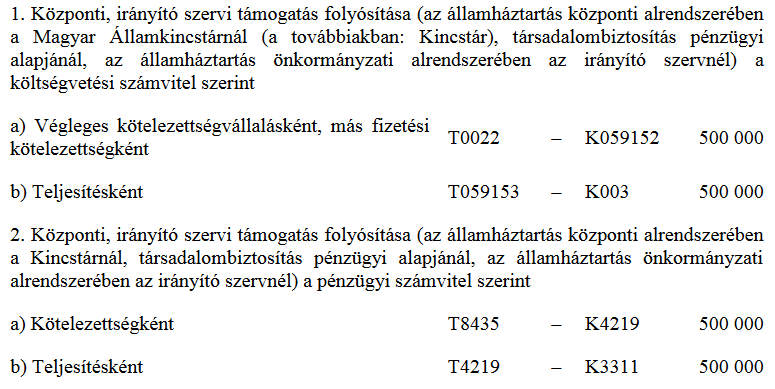 1. Központi, irányító szervi támogatás folyósítása (az államháztartás központi alrendszerében
a Magyar Államkincstárnál (a továbbiakban: Kincstár), társadalombiztosítás pénzügyi
alapjánál, az államháztartás önkormányzati alrendszerében az irányító szervnél) a
költségvetési számvitel szerint
a) Végleges kötelezettségvállalásként, más fizetési
kötelezettségként T0022 – K059152 500 000
b) Teljesítésként T059153 – K003 500 000
2. Központi, irányító szervi támogatás folyósítása (az államháztartás központi alrendszerében
a Kincstárnál, társadalombiztosítás pénzügyi alapjánál, az államháztartás önkormányzati
alrendszerében az irányító szervnél) a pénzügyi számvitel szerint
a) Kötelezettségként T8435 – K4219 500 000
b) Teljesítésként T4219 – K3311 500 000